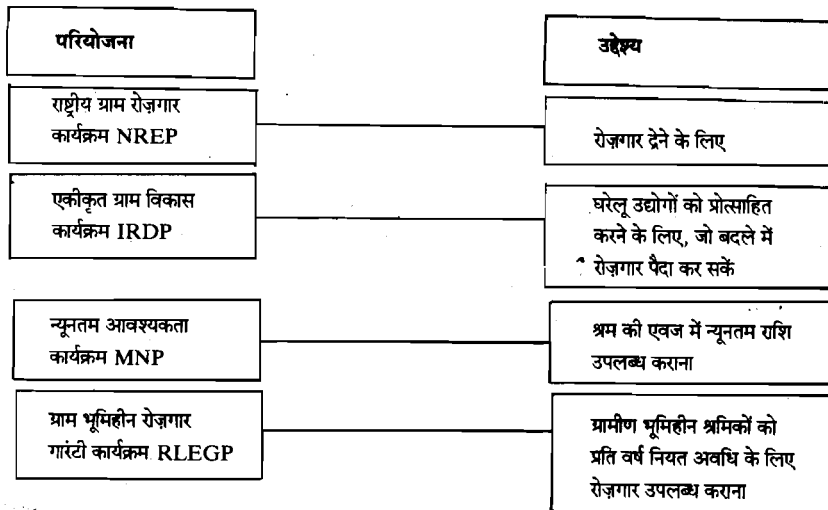 परियोजना
उद्देश्य
राष्ट्रीय ग्राम रोज़गार
कार्यक्रम NREP
रोज़गार देने के लिए
एकीकृत ग्राम विकास
कार्यक्रम IRDP
घरेलू उद्योगों को प्रोत्साहित
करने के लिए, जो बदले में
रोज़गार पैदा कर सकें
न्यूनतम आवश्यकता
कार्यक्रम MNP
श्रम की एवज में न्यूनतम राशि
उपलब्ध कराना
ग्राम भूमिहीन रोज़गार
गारंटी कार्यक्रम RLEGP
ग्रामीण भूमिहीन श्रमिकों को
प्रति वर्ष नियत अवधि के लिए
रोज़गार उपलब्ध कराना